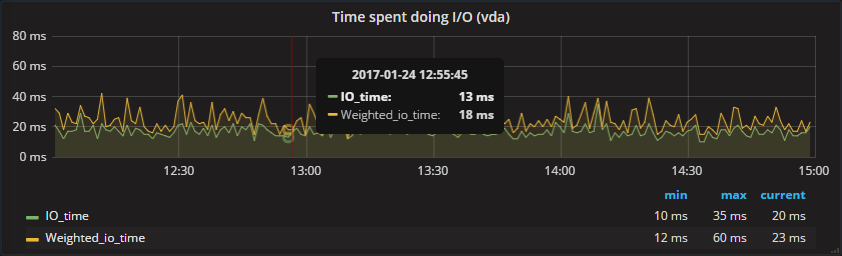 Time spent doing I/O (vda)
80 ms
60 ms
40 ms
20 ms
0 ms
2017-01-24 12:55:45
IO_time: 13 ms
Weighted_io_time: 18 ms
12:30 13:00 13:30 14:00 14:30 15:00
min max current
IO_time 10 ms 35 ms 20 ms
Weighted_io_time 12 ms 60 ms 23 ms